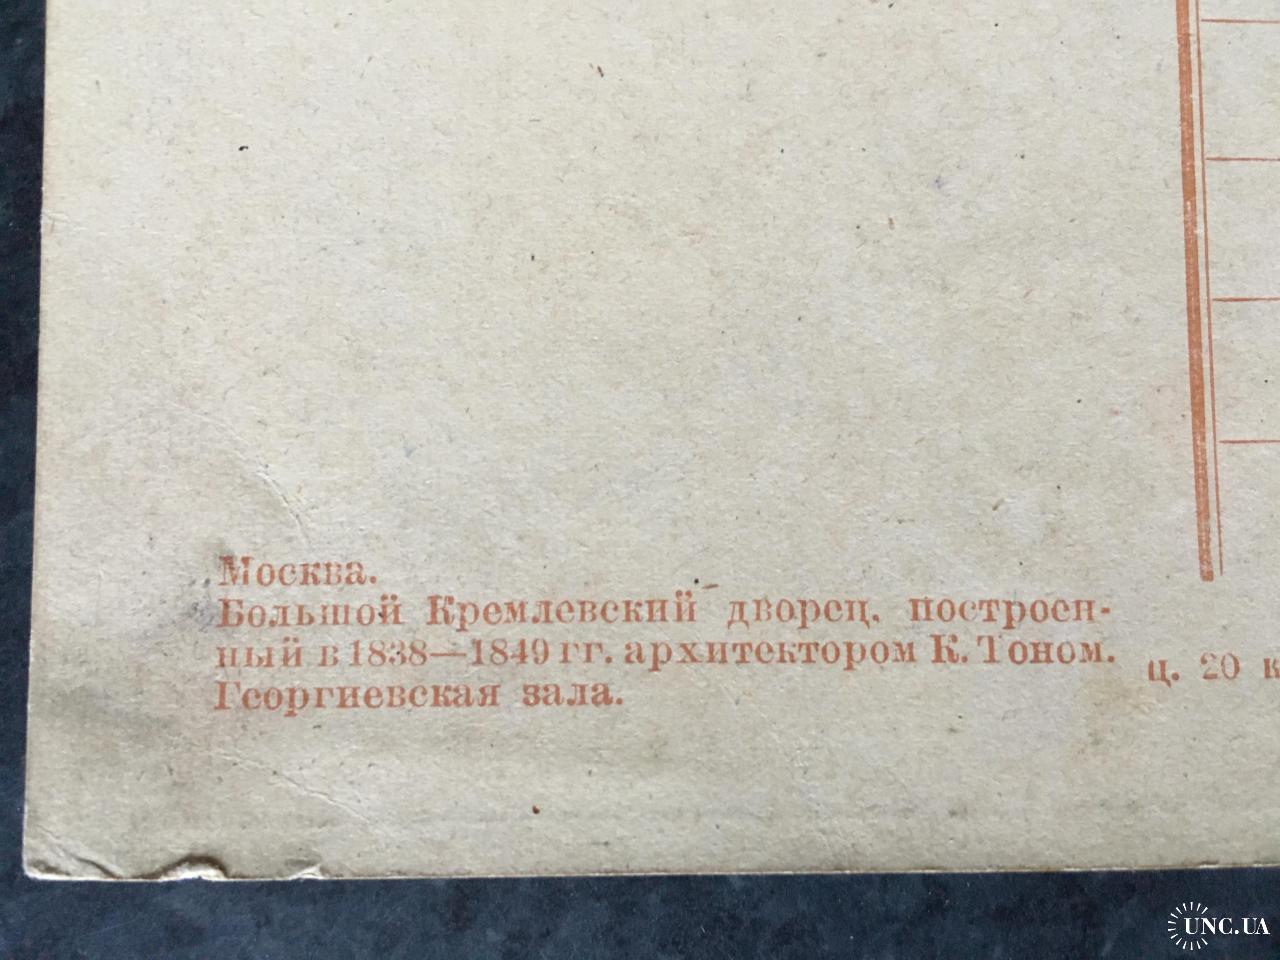 Москва.
Большой Кремлевский дворец, построен-
ный в 1838—1849 гг. архитектором К. Тоном.
Георгиевская зала.
ц. 20 к
UNC.UA